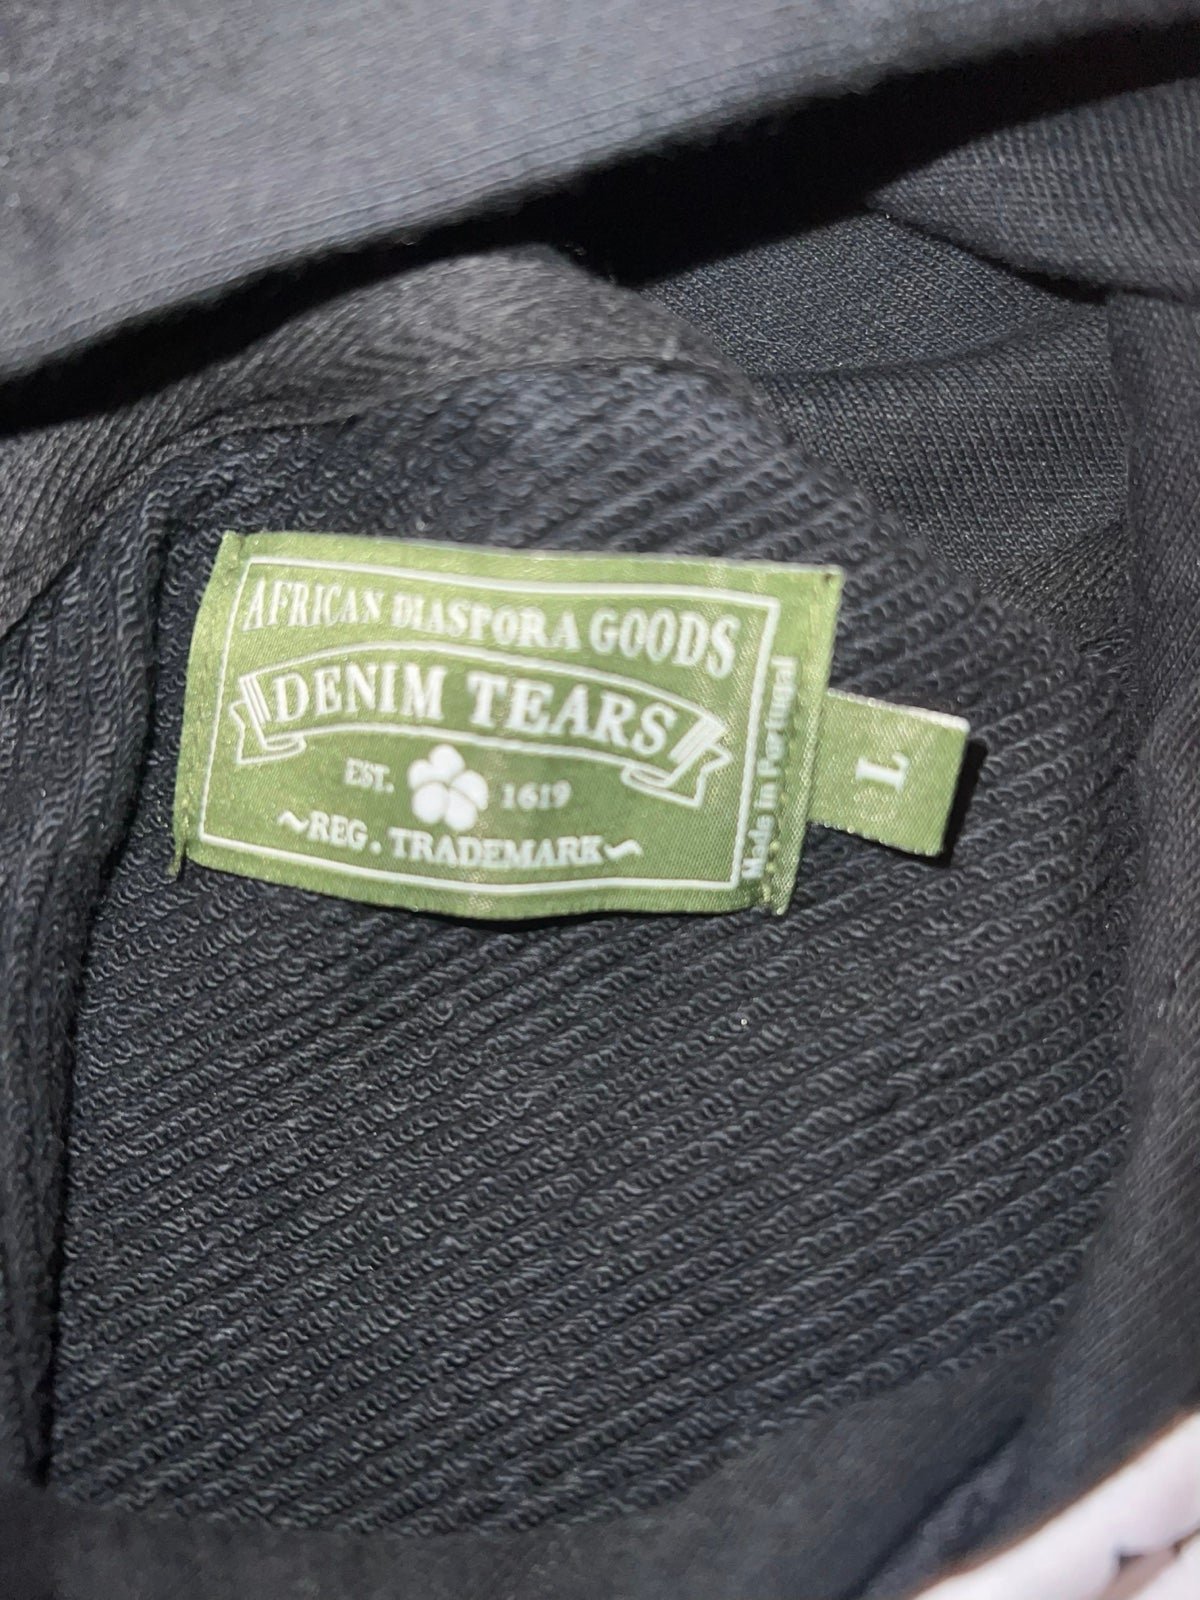 AFRICAN DIASPORA GOODS
DENIM TEARS
EST. 1619
~REG. TRADEMARK~
Made in Portugal
L